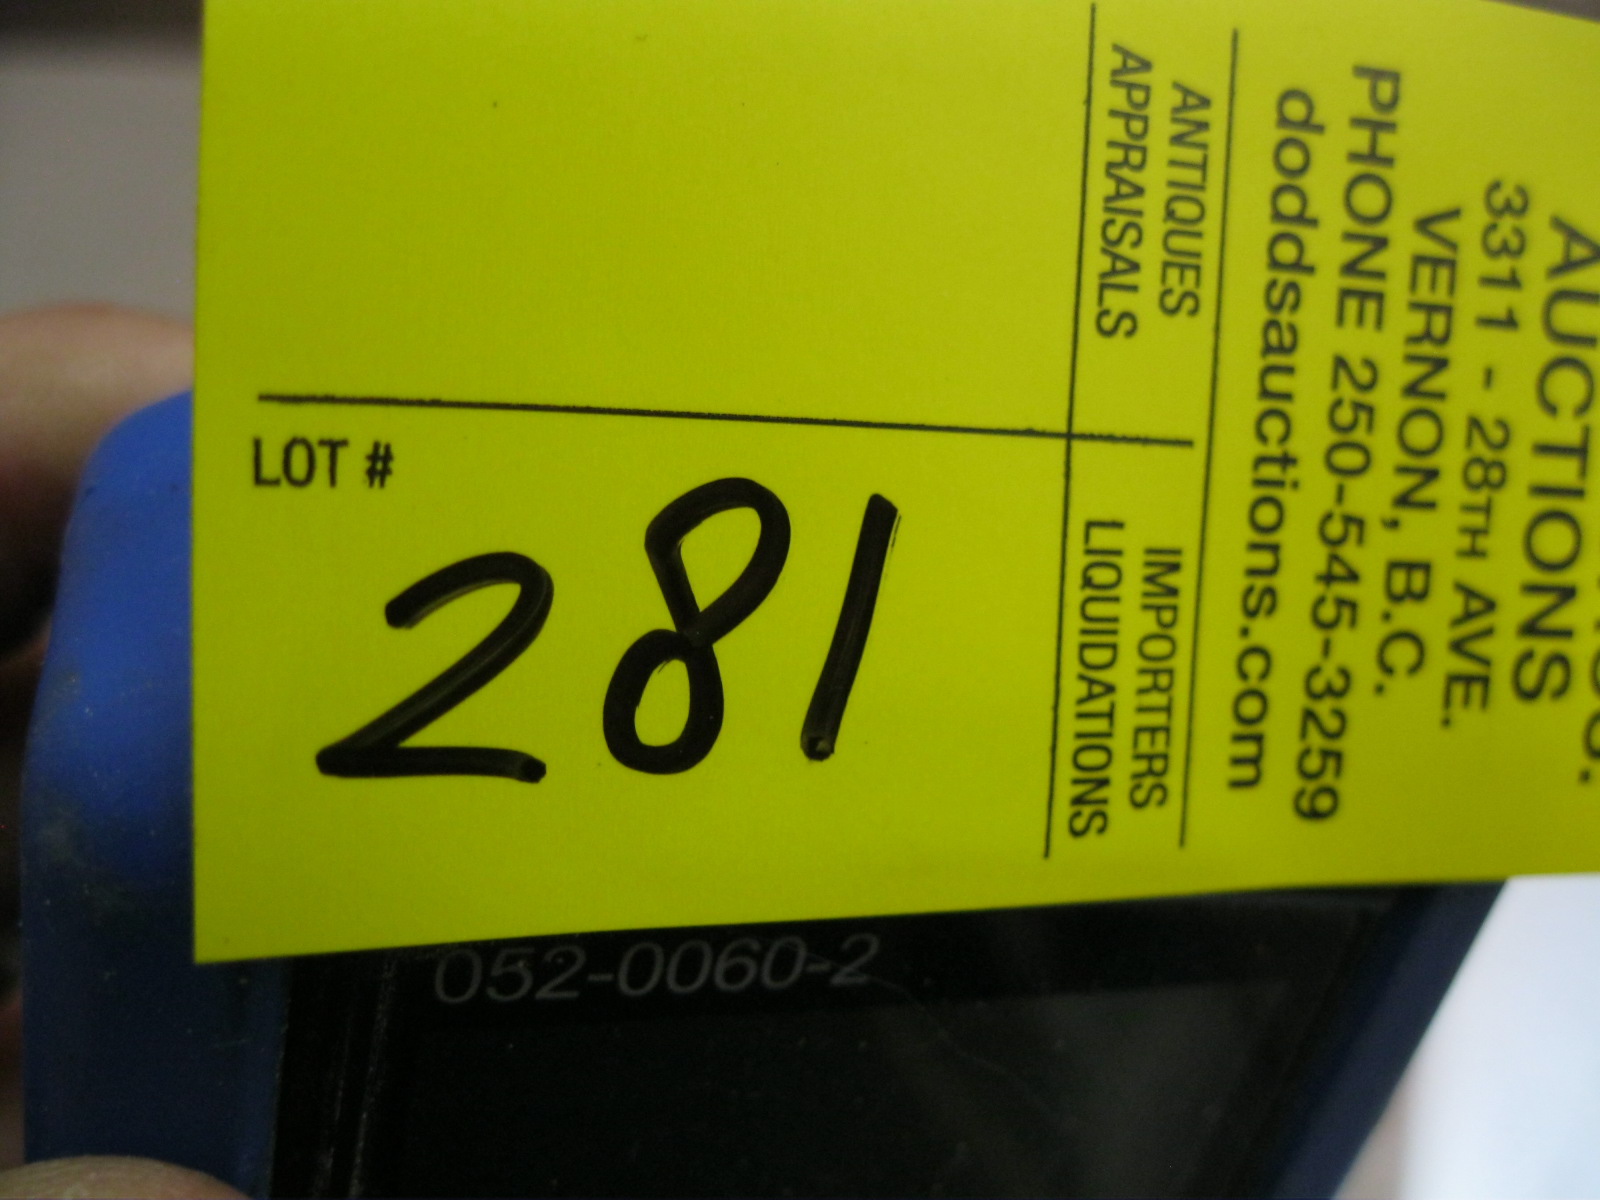 AUCTIONS
3311 - 28TH AVE.
VERNON, B.C.
PHONE 250-545-3259
doddsauctions.com
ANTIQUES
APPRAISALS
IMPORTERS
LIQUIDATIONS
LOT #
281
052-0060-2